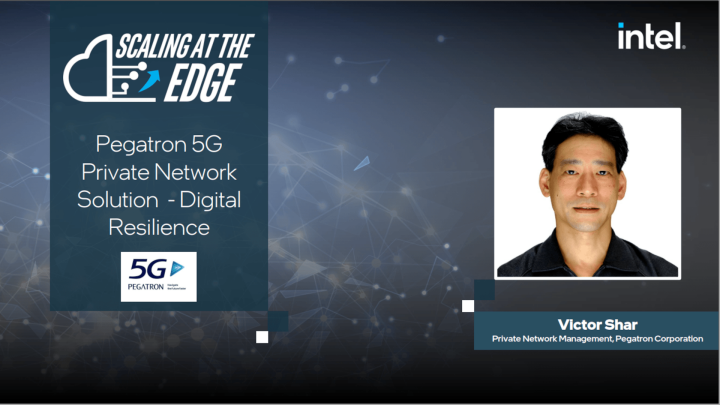 SCALING AT THE
EDGE
Pegatron 5G
Private Network
Solution - Digital
Resilience
5G
PEGATRON
intel.
Victor Shar
Private Network Management, Pegatron Corporation